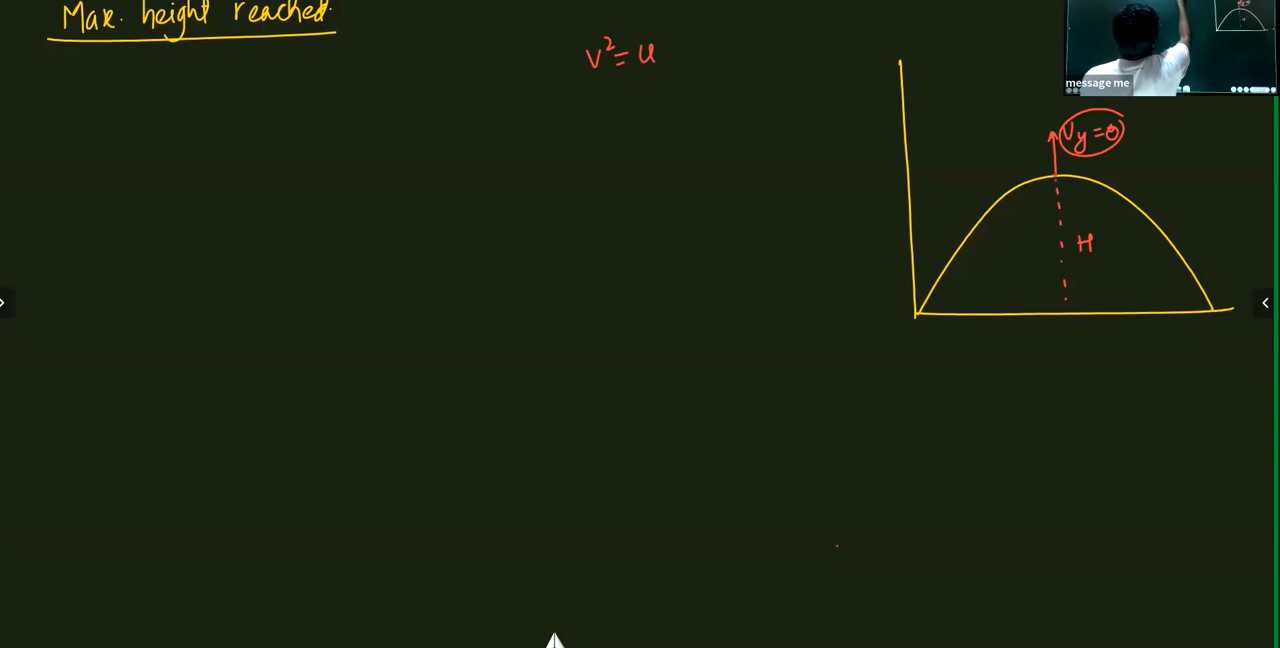 Max. height reached.
v²= u
message me
Vy=0
H